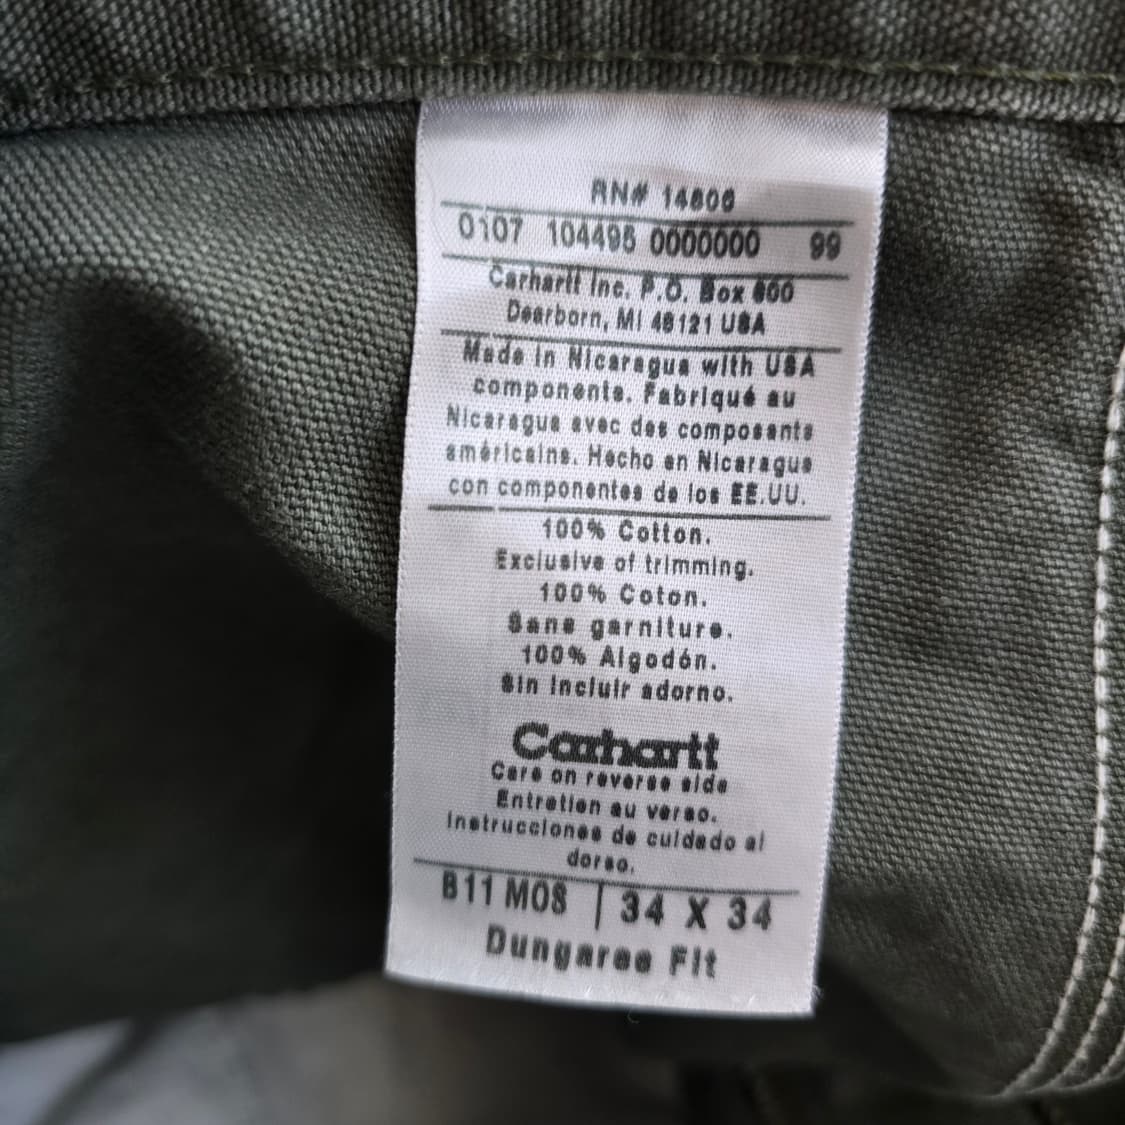 RN# 14806
0107 104495 0000000 99
Carhartt Inc. P.O. Box 600
Dearborn, MI 48121 USA
Made in Nicaragua with USA
components. Fabriqué au
Nicaragua avec des composants
américains. Hecho en Nicaragua
con componentes de los EE.UU.
100% Cotton.
Exclusive of trimming.
100% Coton.
Sans garniture.
100% Algodón.
Sin incluir adorno.
Carhartt
Care on reverse side
Entretien au verso.
Instrucciones de cuidado al
dorso.
B11 MOS | 34 X 34
Dungaree Fit